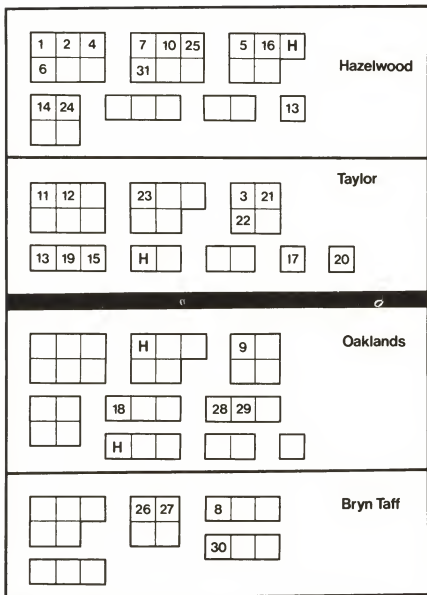 1 2 4 7 10 25 5 16 H
6 31
Hazelwood
14 24 13
Taylor
11 12 23 3 21
22
13 19 15 H 17 20
Oaklands
H 9
18 28 29
H
Bryn Taff
26 27 8
30